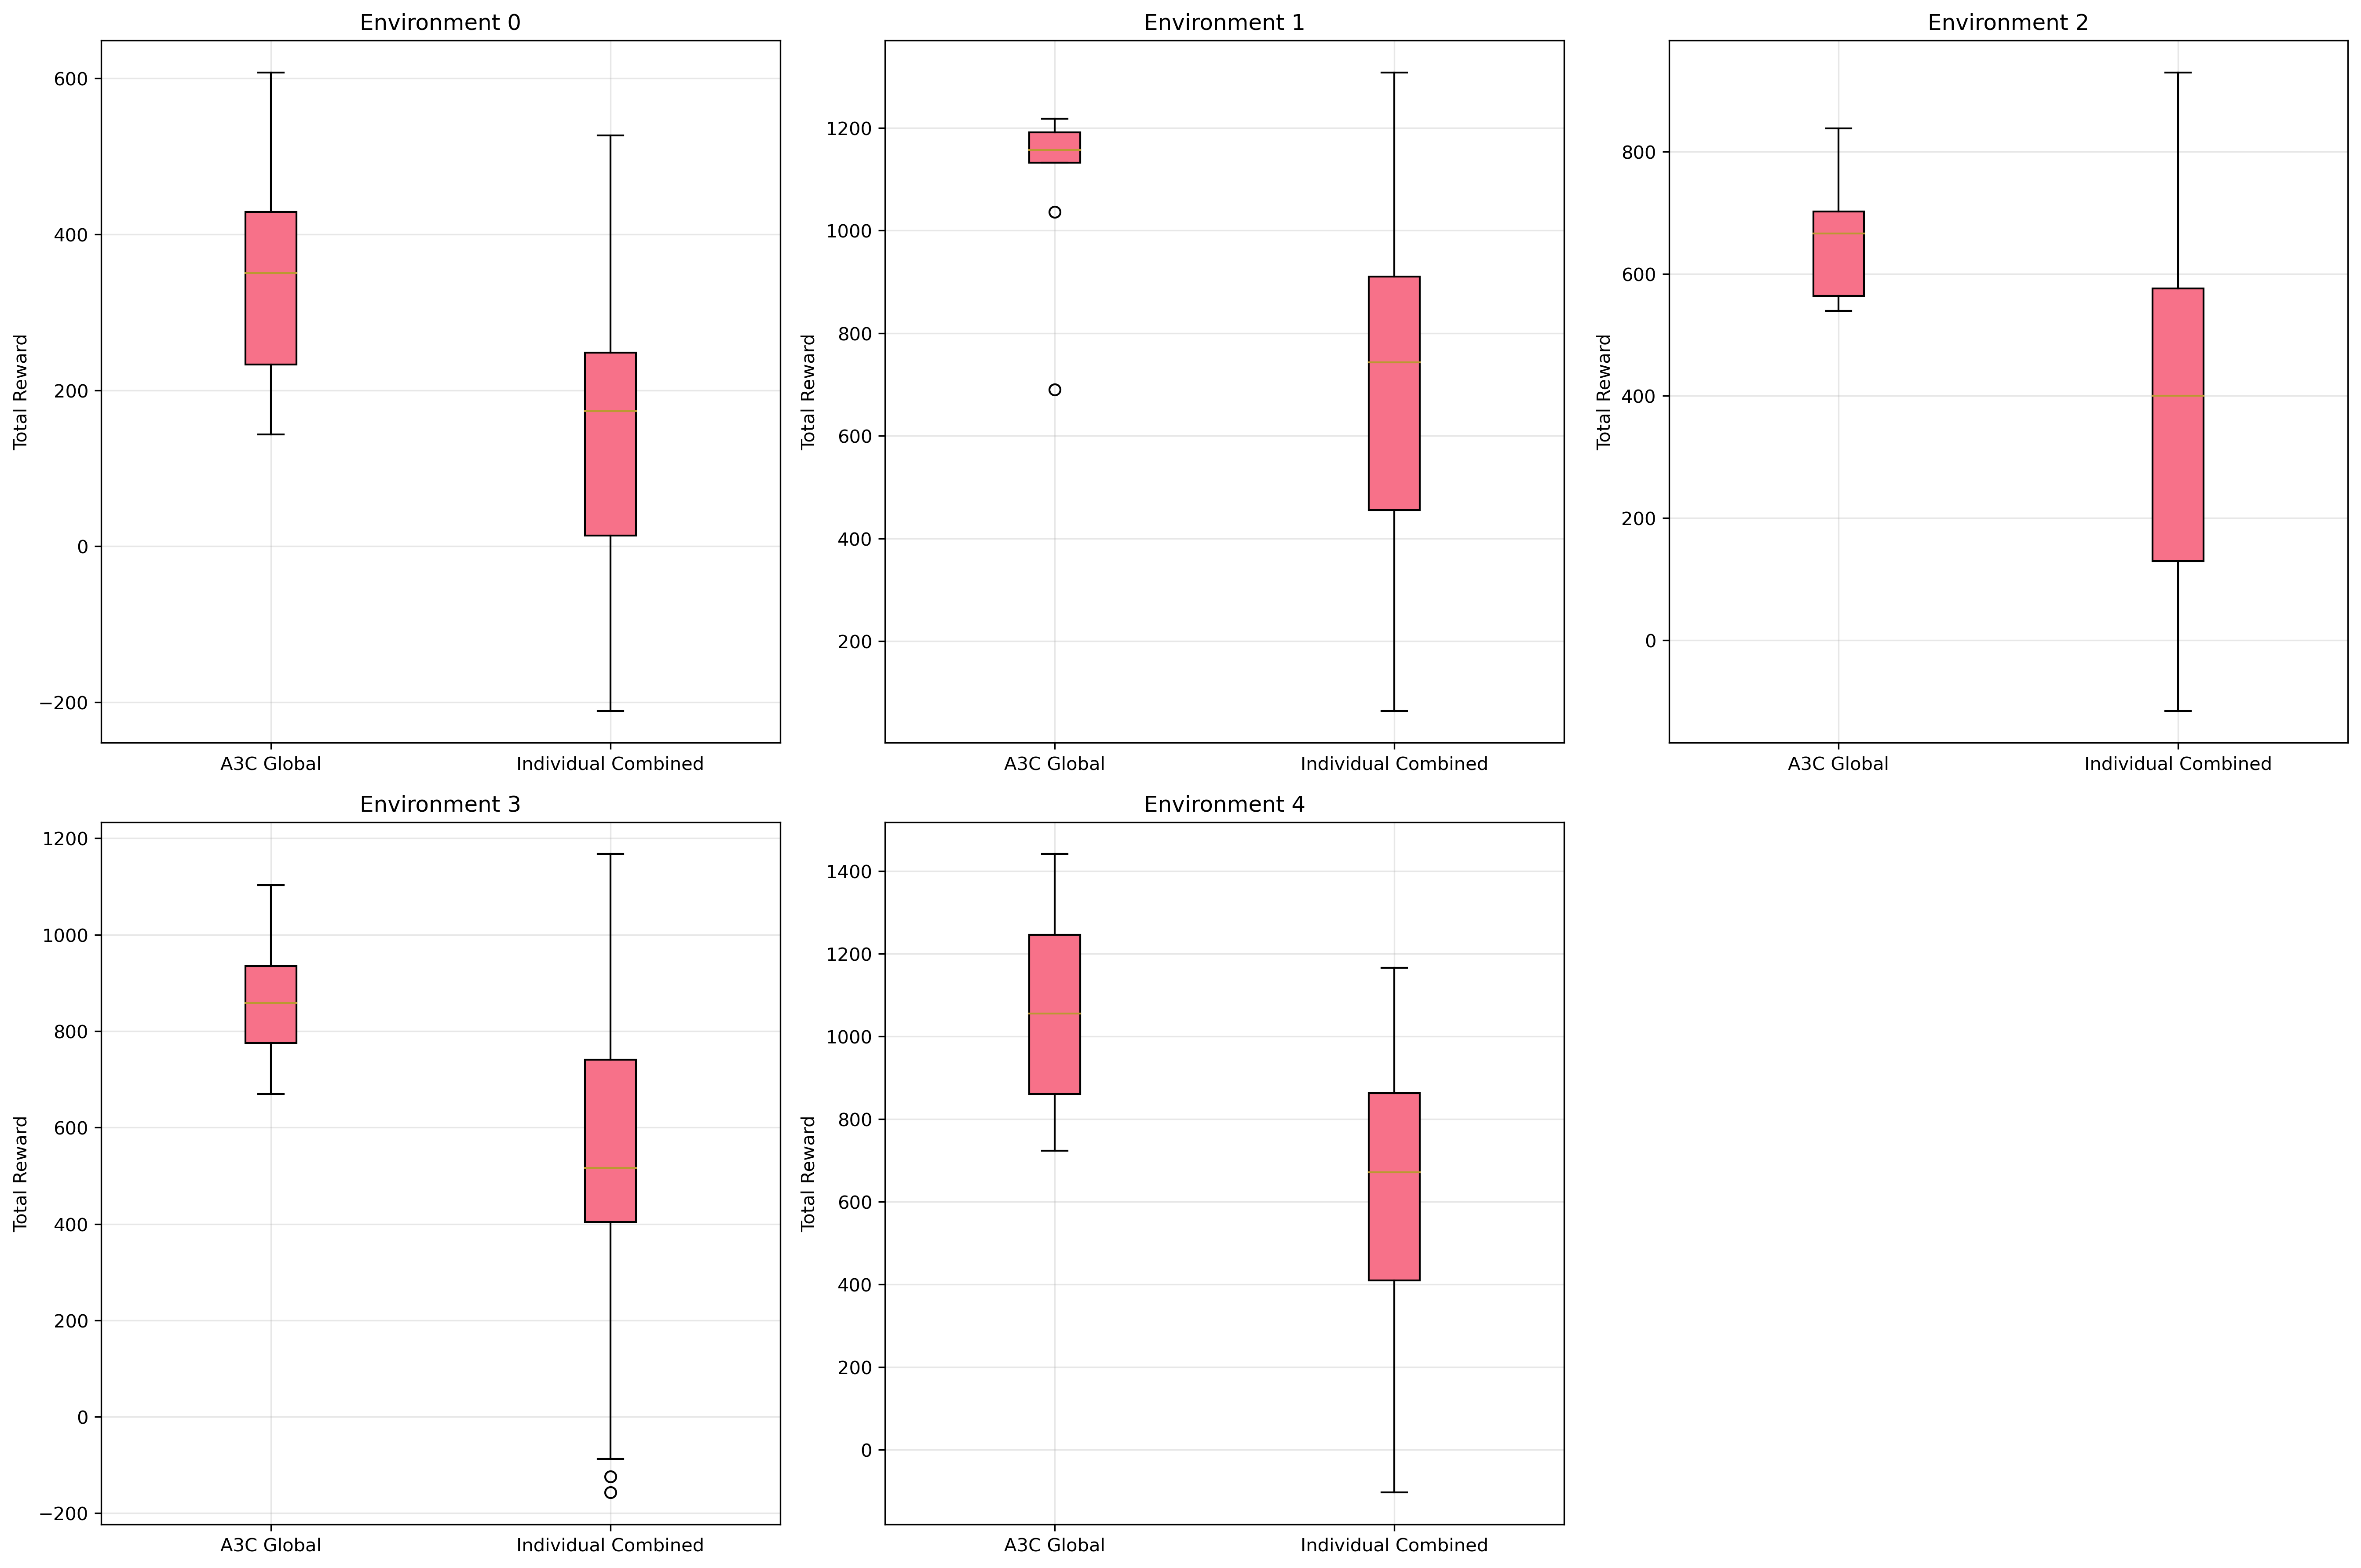 Environment 0
Total Reward
600
400
200
0
−200
A3C Global
Individual Combined
Environment 1
Total Reward
1200
1000
800
600
400
200
A3C Global
Individual Combined
Environment 2
Total Reward
800
600
400
200
0
A3C Global
Individual Combined
Environment 3
Total Reward
1200
1000
800
600
400
200
0
−200
A3C Global
Individual Combined
Environment 4
Total Reward
1400
1200
1000
800
600
400
200
0
A3C Global
Individual Combined